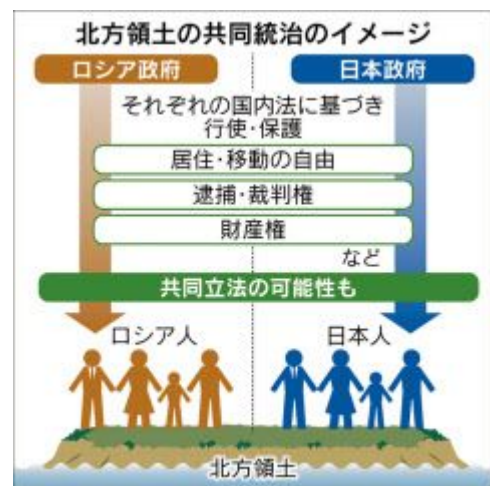 北方領土の共同統治のイメージ
ロシア政府
日本政府
それぞれの国内法に基づき
行使・保護
居住・移動の自由
逮捕・裁判権
財産権
など
共同立法の可能性も
ロシア人
日本人
北方領土